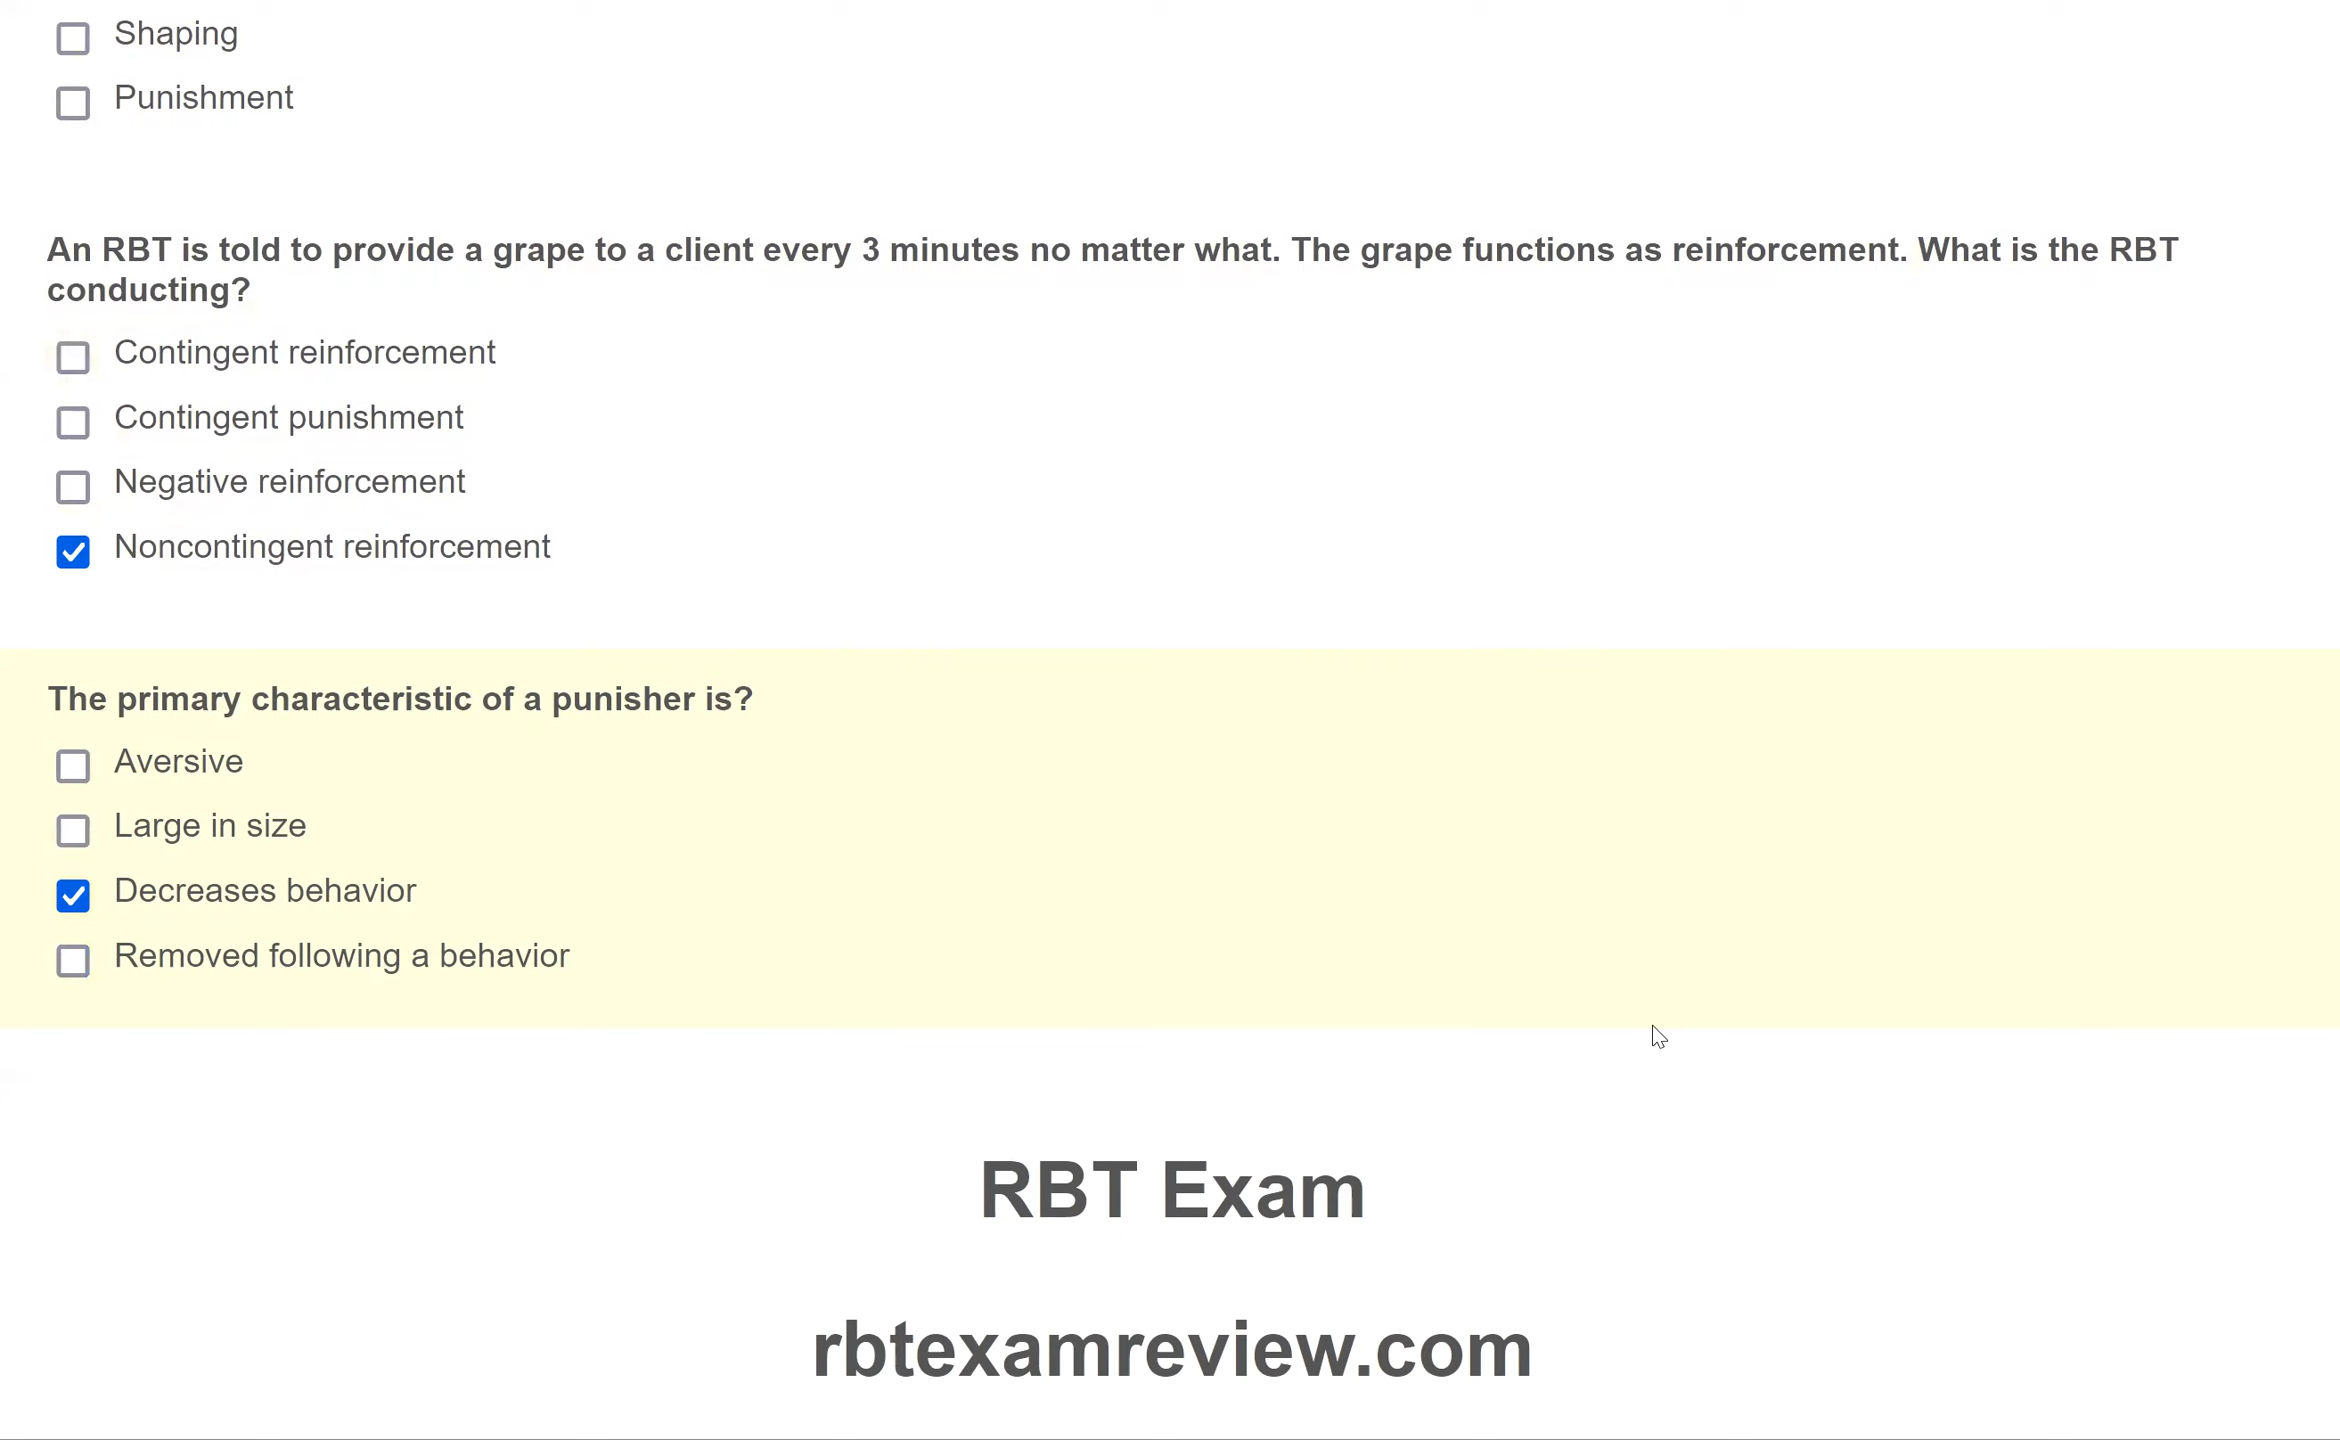 Shaping
Punishment
An RBT is told to provide a grape to a client every 3 minutes no matter what. The grape functions as reinforcement. What is the RBT
conducting?
Contingent reinforcement
Contingent punishment
Negative reinforcement
Noncontingent reinforcement
The primary characteristic of a punisher is?
Aversive
Large in size
Decreases behavior
Removed following a behavior
RBT Exam
rbtexamreview.com